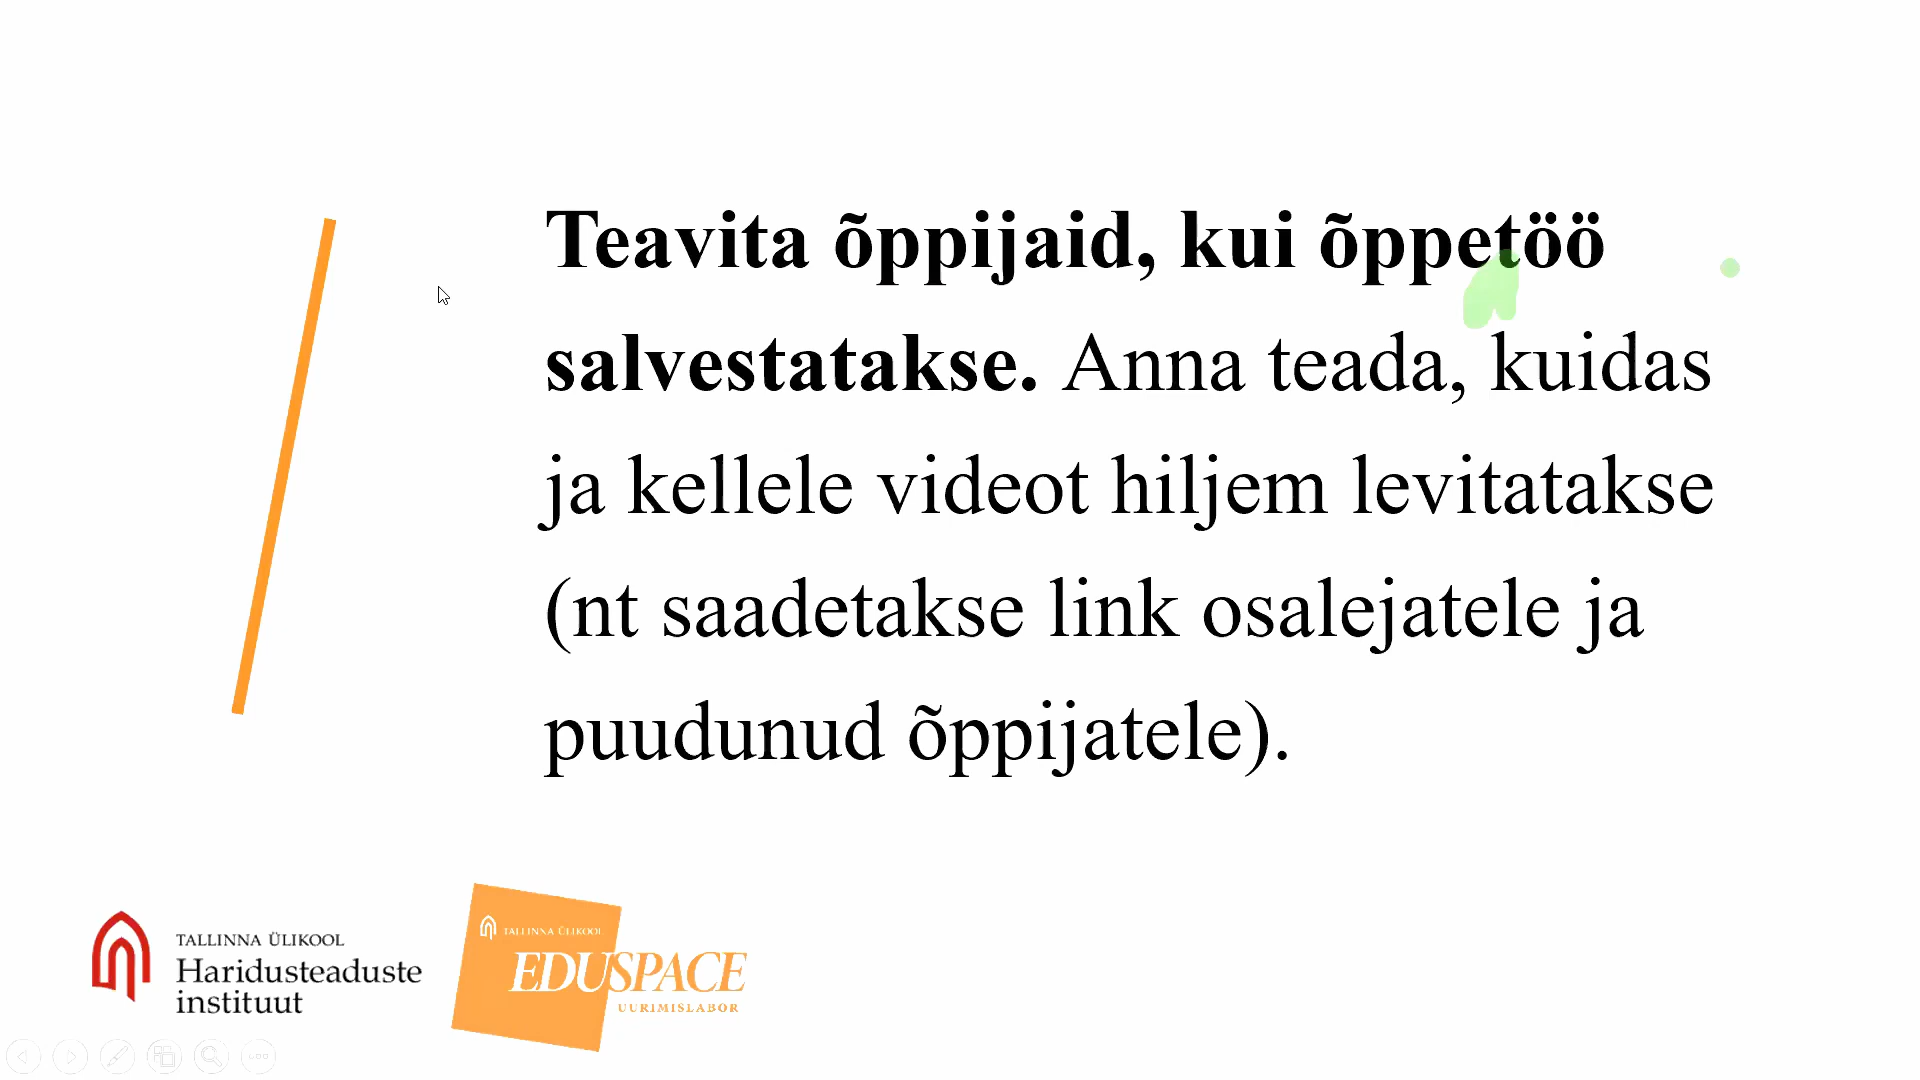 Teavita õppijaid, kui õppetöö
salvestatakse. Anna teada, kuidas
ja kellele videot hiljem levitatakse
(nt saadetakse link osalejatele ja
puudunud õppijatele).
TALLINNA ÜLIKOOL
Haridusteaduste
instituut
TALLINNA ÜLIKOOL
EDUSPACE
UURIMISLABOR